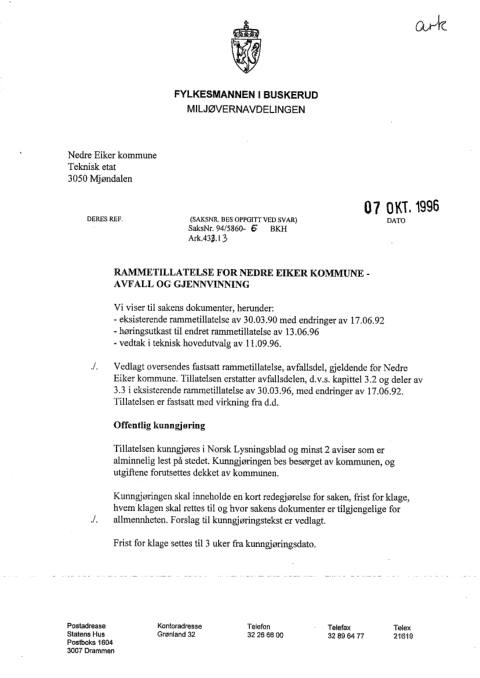 ark
FYLKESMANNEN I BUSKERUD
MILJØVERNAVDELINGEN
Nedre Eiker kommune
Teknisk etat
3050 Mjøndalen
07 OKT. 1996
DERES REF.
(SAKSNR. BES OPPGITT VED SVAR)
DATO
SaksNr. 94/5860- 6 BKH
Ark.433.13
RAMMETILLATELSE FOR NEDRE EIKER KOMMUNE -
AVFALL OG GJENNVINNING
Vi viser til sakens dokumenter, herunder:
- eksisterende rammetillatelse av 30.03.90 med endringer av 17.06.92
- høringsutkast til endret rammetillatelse av 13.06.96
- vedtak i teknisk hovedutvalg av 11.09.96.
./. Vedlagt oversendes fastsatt rammetillatelse, avfallsdel, gjeldende for Nedre
Eiker kommune. Tillatelsen erstatter avfallsdelen, d.v.s. kapittel 3.2 og deler av
3.3 i eksisterende rammetillatelse av 30.03.96, med endringer av 17.06.92.
Tillatelsen er fastsatt med virkning fra d.d.
Offentlig kunngjøring
Tillatelsen kunngjøres i Norsk Lysningsblad og minst 2 aviser som er
alminnelig lest på stedet. Kunngjøringen bes besørget av kommunen, og
utgiftene forutsettes dekket av kommunen.
Kunngjøringen skal inneholde en kort redegjørelse for saken, frist for klage,
hvem klagen skal rettes til og hvor sakens dokumenter er tilgjengelige for
./. allmennheten. Forslag til kunngjøringstekst er vedlagt.
Frist for klage settes til 3 uker fra kunngjøringsdato.
Postadresse Kontoradresse Telefon Telefax Telex
Statens Hus Grønland 32 32 26 66 00 32 89 64 77 21619
Postboks 1604
3007 Drammen